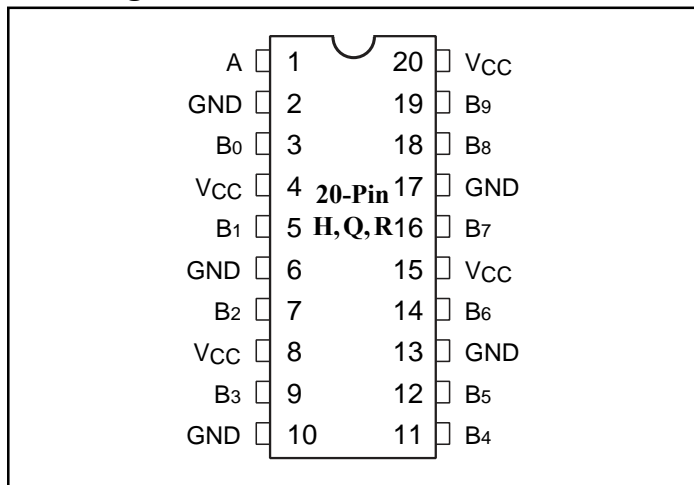 A 1 20 VCC
GND 2 19 B9
B0 3 18 B8
VCC 4 20-Pin 17 GND
B1 5 H, Q, R 16 B7
GND 6 15 VCC
B2 7 14 B6
VCC 8 13 GND
B3 9 12 B5
GND 10 11 B4